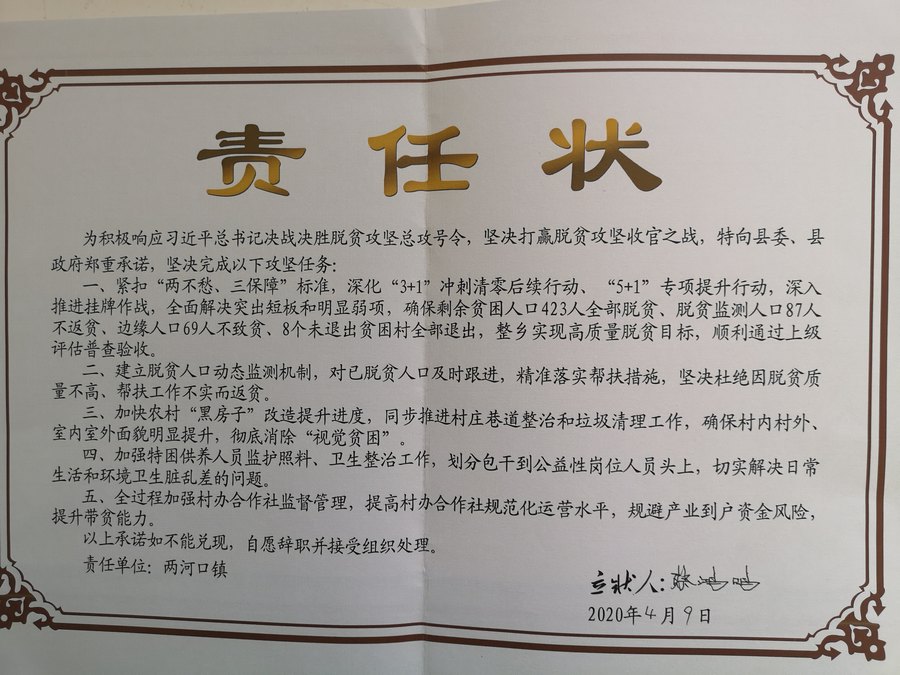 责任状
为积极响应习近平总书记决战决胜脱贫攻坚总攻号令，坚决打赢脱贫攻坚收官之战，特向县委、县
政府郑重承诺，坚决完成以下攻坚任务：
一、紧扣“两不愁、三保障”标准，深化“3+1”冲刺清零后续行动、“5+1”专项提升行动，深入
推进挂牌作战，全面解决突出短板和明显弱项，确保剩余贫困人口423人全部脱贫、脱贫监测人口87人
不返贫、边缘人口69人不致贫、8个未退出贫困村全部退出，整乡实现高质量脱贫目标，顺利通过上级
评估普查验收。
二、建立脱贫人口动态监测机制，对已脱贫人口及时跟进，精准落实帮扶措施，坚决杜绝因脱贫质
量不高、帮扶工作不实而返贫。
三、加快农村“黑房子”改造提升进度，同步推进村庄巷道整治和垃圾清理工作，确保村内村外、
室内室外面貌明显提升，彻底消除“视觉贫困”。
四、加强特困供养人员监护照料、卫生整治工作，划分包干到公益性岗位人员头上，切实解决日常
生活和环境卫生脏乱差的问题。
五、全过程加强村办合作社监督管理，提高村办合作社规范化运营水平，规避产业到户资金风险，
提升带贫能力。
以上承诺如不能兑现，自愿辞职并接受组织处理。
责任单位：两河口镇
立状人：
2020年4月9日